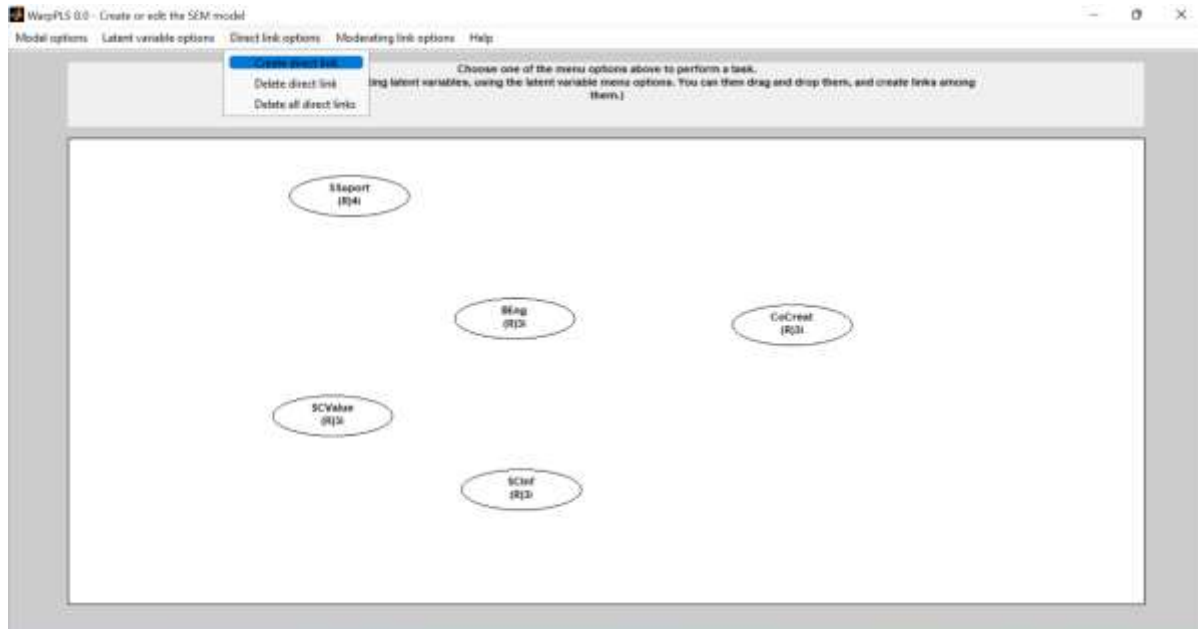 WarpPLS 8.0 - Create or edit the SEM model
Model options Latent variable options Direct link options Moderating link options Help
Create direct link
Delete direct link
Delete all direct links
Choose one of the menu options above to perform a task.
ting latent variables, using the latent variable menu options. You can then drag and drop them, and create links among
them.)
SSuport
(R)4i
BEng
(R)3i
CoCreat
(R)3i
SCValue
(R)3i
SCInf
(R)3i